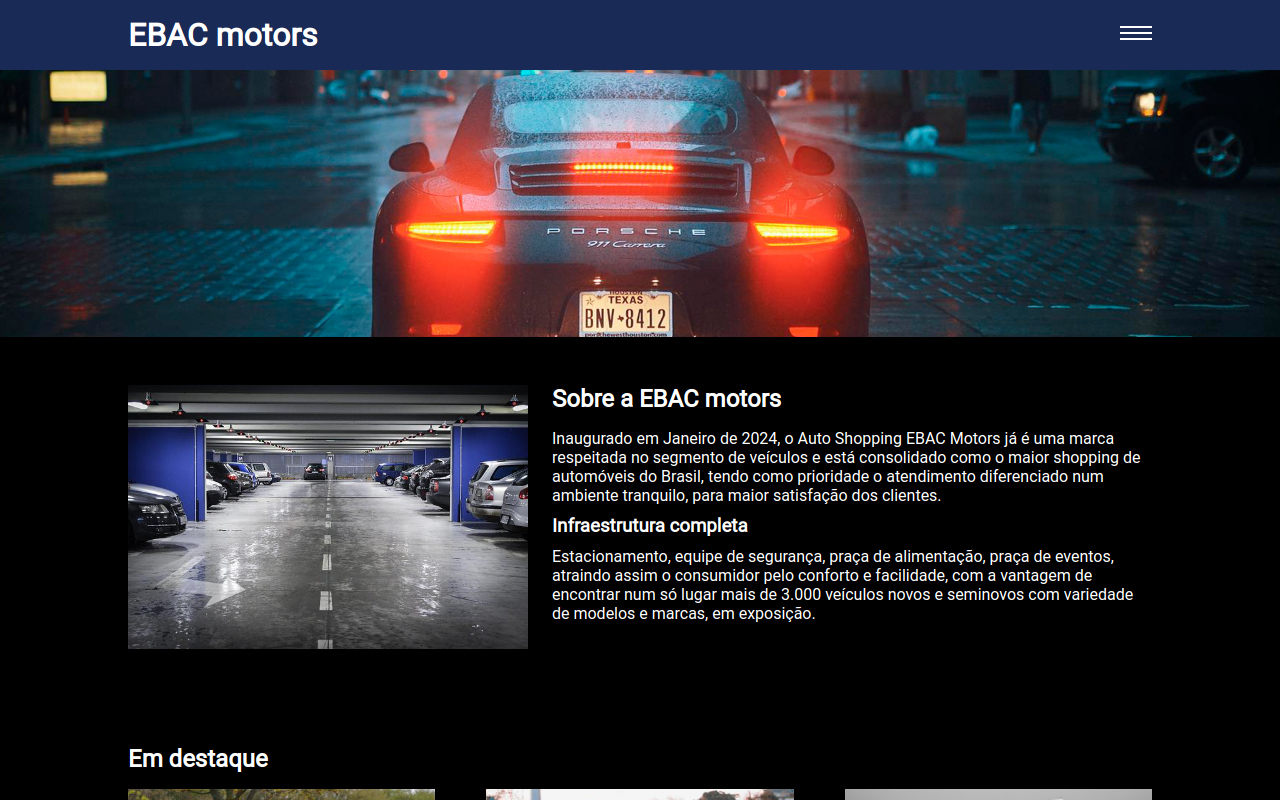 EBAC motors
PORSCHE
911 Carrera
HOUSTON
TEXAS
BNV★8412
Sobre a EBAC motors
Inaugurado em Janeiro de 2024, o Auto Shopping EBAC Motors já é uma marca
respeitada no segmento de veículos e está consolidado como o maior shopping de
automóveis do Brasil, tendo como prioridade o atendimento diferenciado num
ambiente tranquilo, para maior satisfação dos clientes.
Infraestrutura completa
Estacionamento, equipe de segurança, praça de alimentação, praça de eventos,
atraindo assim o consumidor pelo conforto e facilidade, com a vantagem de
encontrar num só lugar mais de 3.000 veículos novos e seminovos com variedade
de modelos e marcas, em exposição.
Em destaque